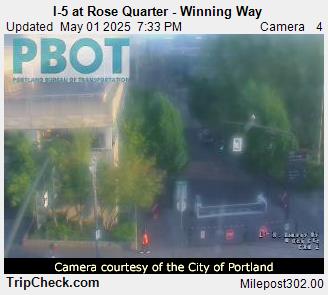 I-5 at Rose Quarter - Winning Way
Updated May 01 2025 7:33 PM Camera 4
PBOT
PORTLAND BUREAU OF TRANSPORTATION
Camera courtesy of the City of Portland
TripCheck.com Milepost302.00